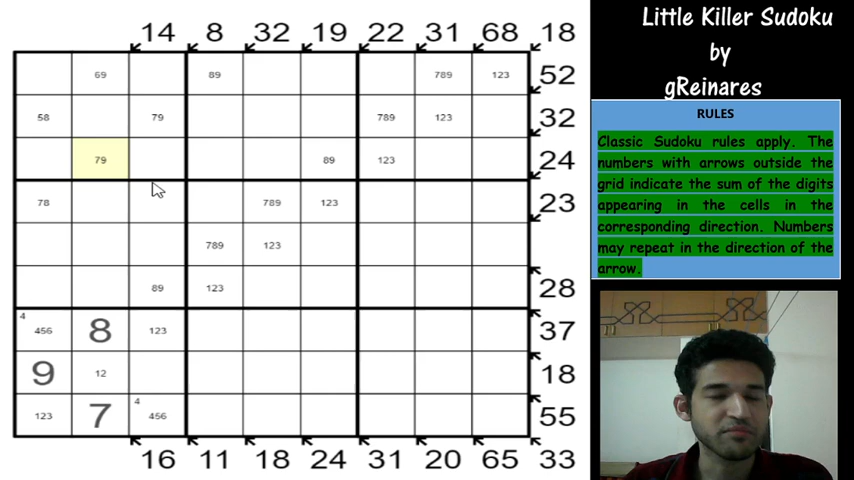 Little Killer Sudoku
by
gReinares
RULES
Classic Sudoku rules apply. The
numbers with arrows outside the
grid indicate the sum of the digits
appearing in the cells in the
corresponding direction. Numbers
may repeat in the direction of the
arrow.
14 8 32 19 22 31 68 18
69 89 789 123 52
58 79 789 123 32
79 89 123 24
78 789 123 23
789 123
89 123 28
4
456 8 123 37
9 12 18
4
123 7 456 55
16 11 18 24 31 20 65 33